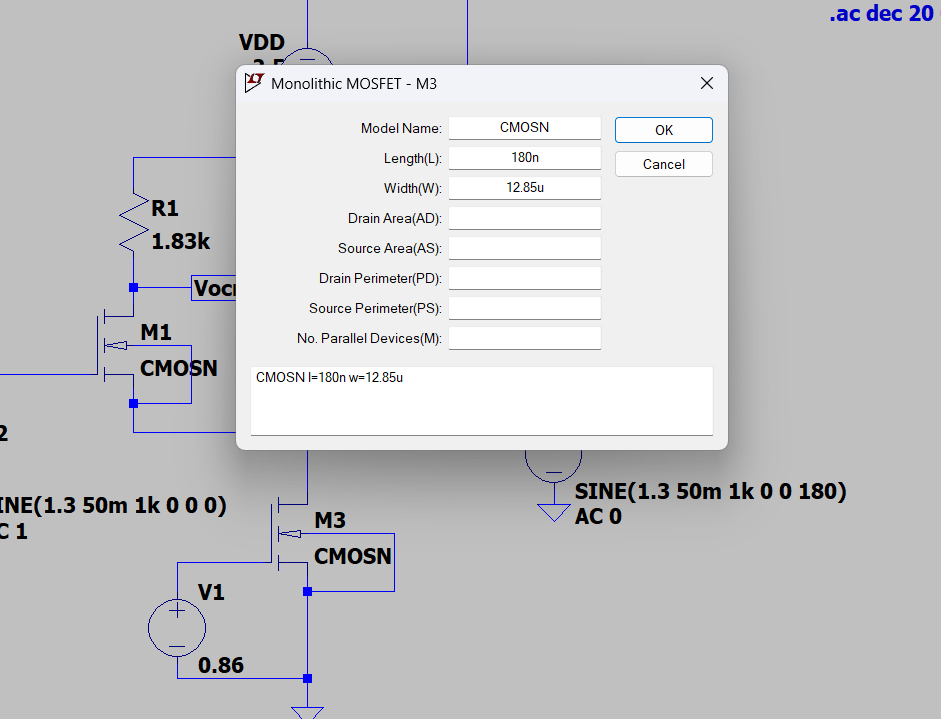 .ac dec 20
VDD
Monolithic MOSFET - M3
Model Name: CMOSN
OK
Length(L): 180n
Cancel
Width(W): 12.85u
Drain Area(AD):
Source Area(AS):
Drain Perimeter(PD):
Source Perimeter(PS):
No. Parallel Devices(M):
CMOSN l=180n w=12.85u
R1
1.83k
M1
CMOSN
2
SINE(1.3 50m 1k 0 0 180)
AC 0
INE(1.3 50m 1k 0 0 0)
C 1
M3
CMOSN
V1
0.86